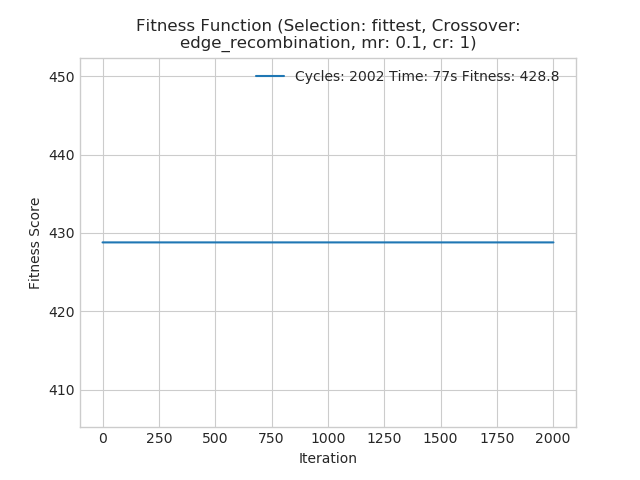 Fitness Function (Selection: fittest, Crossover:
edge_recombination, mr: 0.1, cr: 1)
Cycles: 2002 Time: 77s Fitness: 428.8
450
440
430
420
410
Fitness Score
0 250 500 750 1000 1250 1500 1750 2000
Iteration